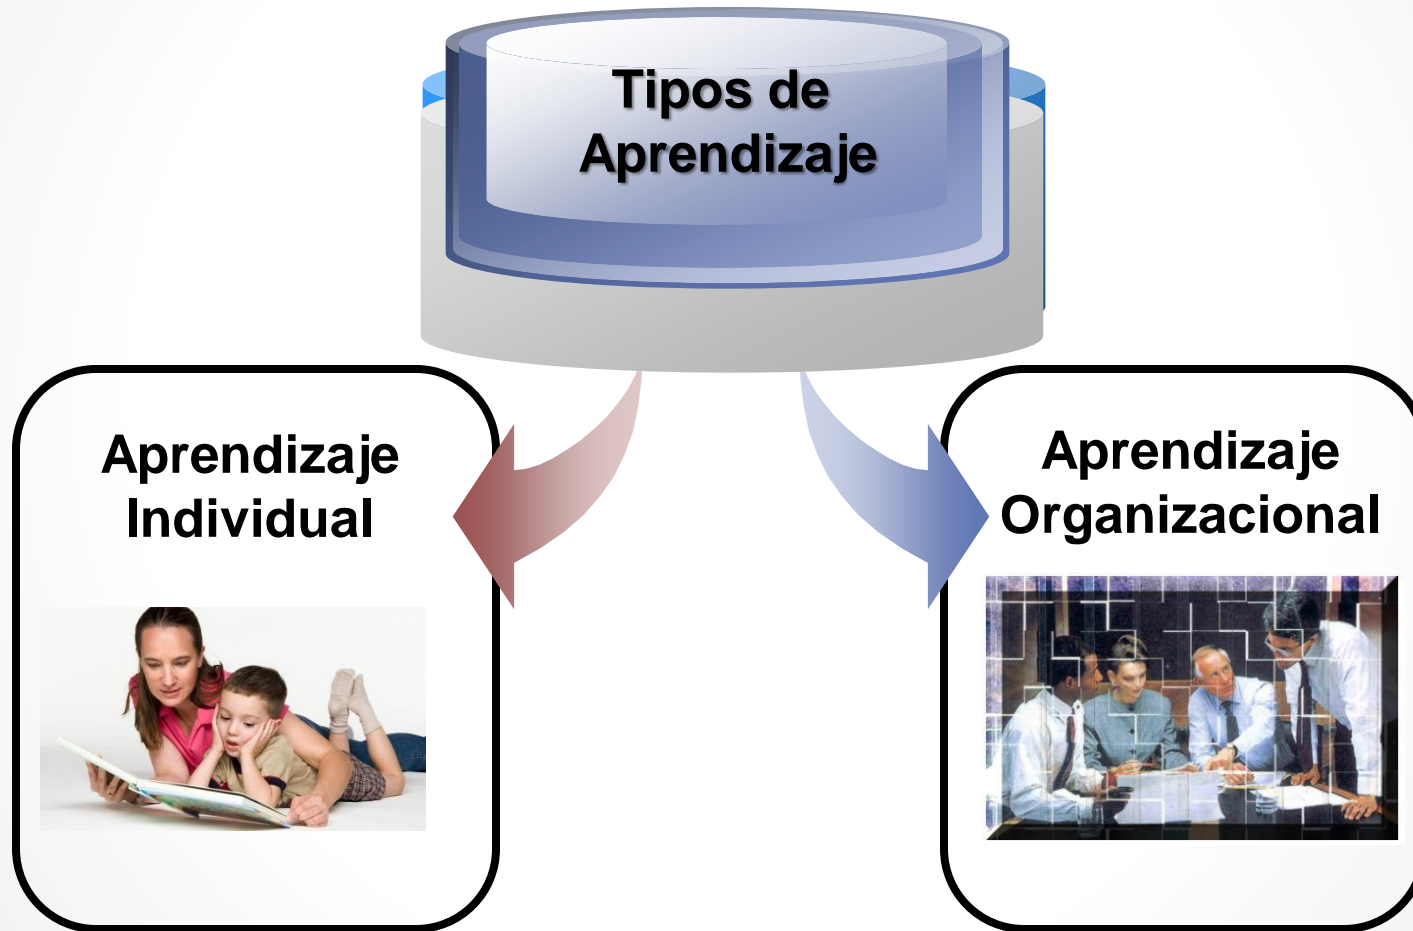 Tipos de
Aprendizaje
Aprendizaje
Individual
Aprendizaje
Organizacional